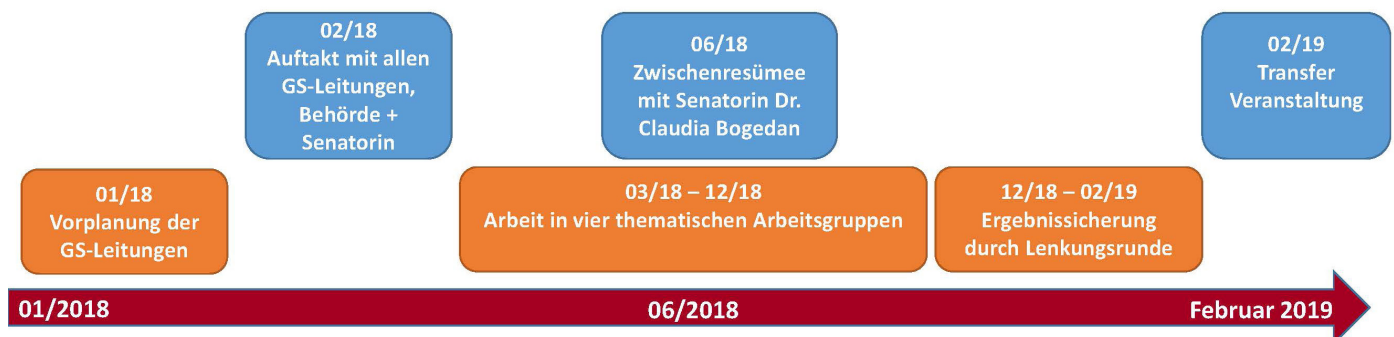 02/18
Auftakt mit allen
GS-Leitungen,
Behörde +
Senatorin
06/18
Zwischenresümee
mit Senatorin Dr.
Claudia Bogedan
02/19
Transfer
Veranstaltung
01/18
Vorplanung der
GS-Leitungen
03/18 – 12/18
Arbeit in vier thematischen Arbeitsgruppen
12/18 – 02/19
Ergebnissicherung
durch Lenkungsrunde
01/2018
06/2018
Februar 2019